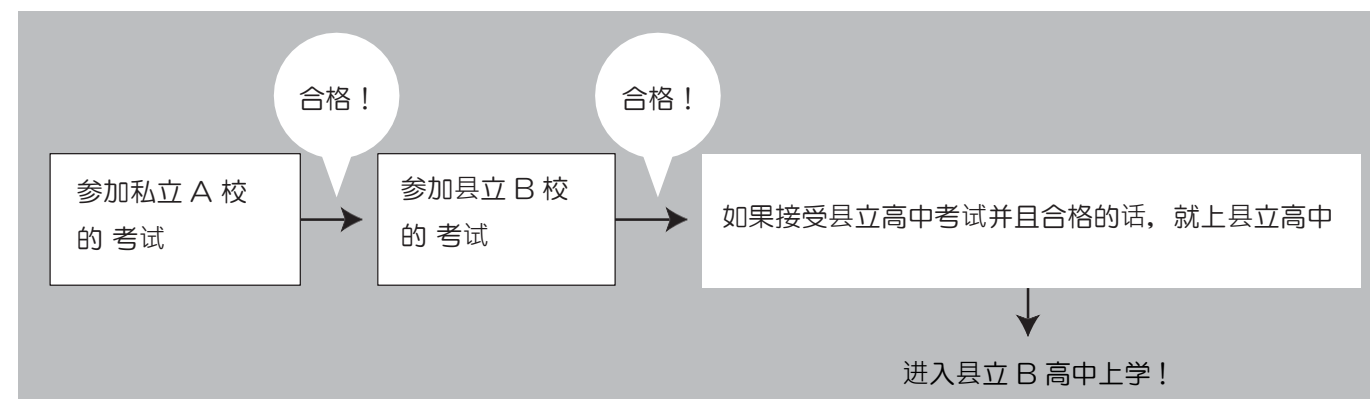 合格！
合格！
参加私立 A 校
的 考试
参加县立 B 校
的 考试
如果接受县立高中考试并且合格的话，就上县立高中
进入县立 B 高中上学！